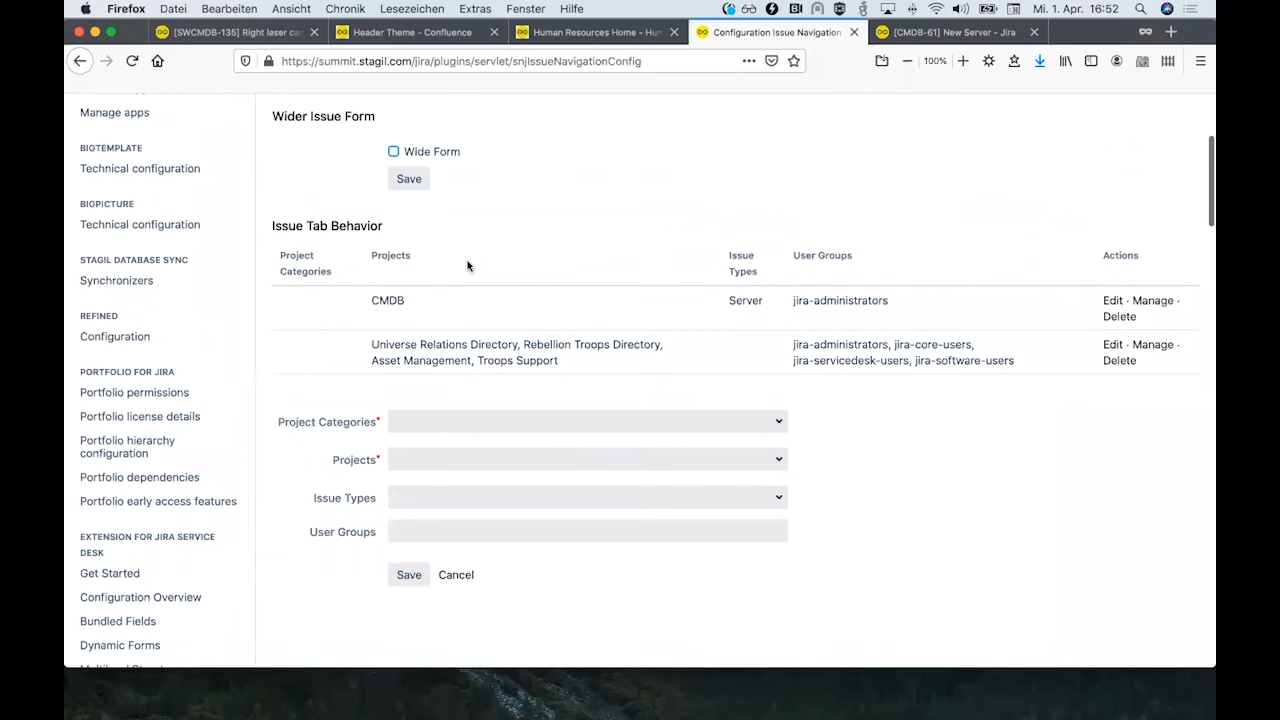 Firefox Datei Bearbeiten Ansicht Chronik Lesezeichen Extras Fenster Hilfe Mi. 1. Apr. 16:52
[SWCMDB-135] Right laser can
Header Theme - Confluence
Human Resources Home - Hum
Configuration Issue Navigation
[CMDB-61] New Server - Jira
https://summit.stagil.com/jira/plugins/servlet/snjIssueNavigationConfig
100%
Manage apps
BIGTEMPLATE
Technical configuration
BIGPICTURE
Technical configuration
STAGIL DATABASE SYNC
Synchronizers
REFINED
Configuration
PORTFOLIO FOR JIRA
Portfolio permissions
Portfolio license details
Portfolio hierarchy
configuration
Portfolio dependencies
Portfolio early access features
EXTENSION FOR JIRA SERVICE
DESK
Get Started
Configuration Overview
Bundled Fields
Dynamic Forms
Wider Issue Form
Wide Form
Save
Issue Tab Behavior
Project
Categories
Projects
Issue
Types
User Groups
Actions
CMDB
Server
jira-administrators
Edit · Manage ·
Delete
Universe Relations Directory, Rebellion Troops Directory,
Asset Management, Troops Support
jira-administrators, jira-core-users,
jira-servicedesk-users, jira-software-users
Edit · Manage ·
Delete
Project Categories*
Projects*
Issue Types
User Groups
Save Cancel